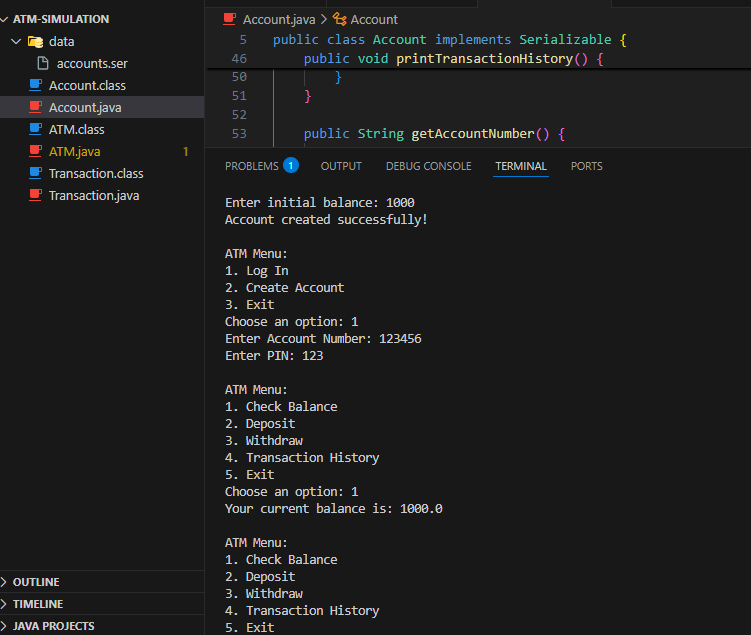 ATM-SIMULATION
data
accounts.ser
Account.class
Account.java
ATM.class
ATM.java 1
Transaction.class
Transaction.java
OUTLINE
TIMELINE
JAVA PROJECTS
Account.java > Account
5 public class Account implements Serializable {
46 public void printTransactionHistory() {
50 }
51 }
52
53 public String getAccountNumber() {
PROBLEMS 1 OUTPUT DEBUG CONSOLE TERMINAL PORTS
Enter initial balance: 1000
Account created successfully!
ATM Menu:
1. Log In
2. Create Account
3. Exit
Choose an option: 1
Enter Account Number: 123456
Enter PIN: 123
ATM Menu:
1. Check Balance
2. Deposit
3. Withdraw
4. Transaction History
5. Exit
Choose an option: 1
Your current balance is: 1000.0
ATM Menu:
1. Check Balance
2. Deposit
3. Withdraw
4. Transaction History
5. Exit